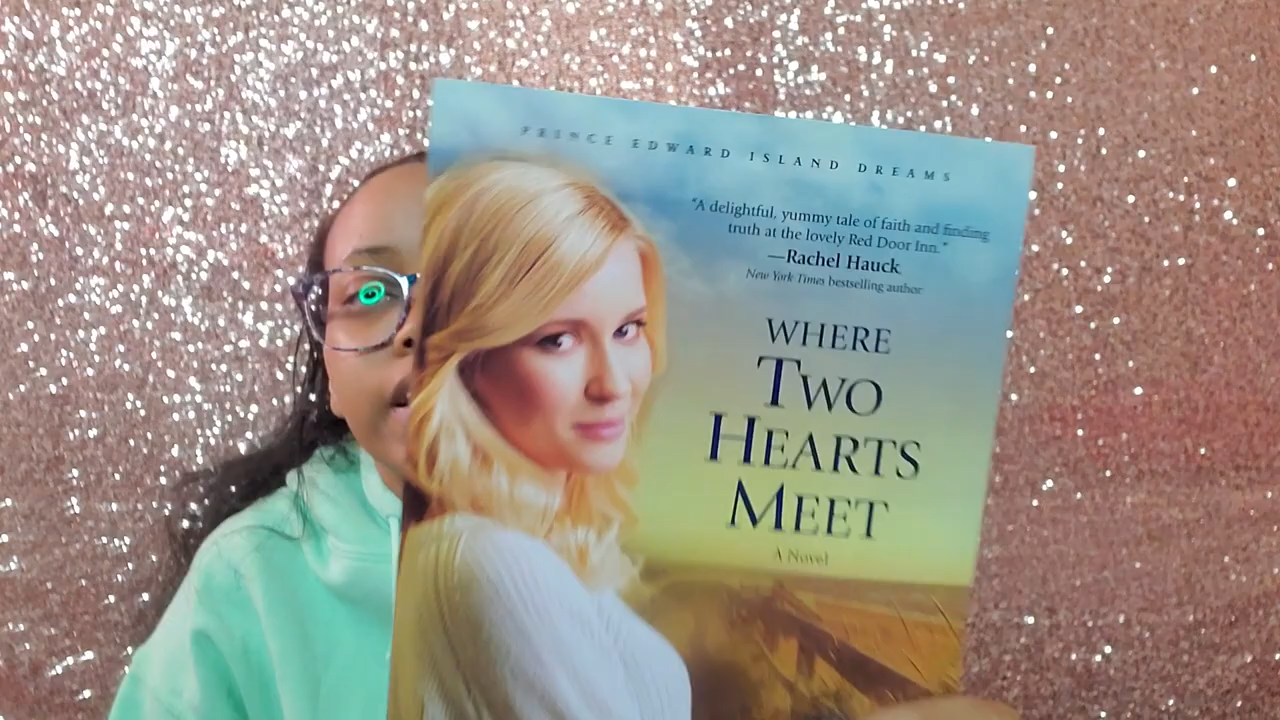 PRINCE EDWARD ISLAND DREAMS
"A delightful, yummy tale of faith and finding
truth at the lovely Red Door Inn."
—Rachel Hauck
New York Times bestselling author
WHERE
TWO
HEARTS
MEET
A Novel